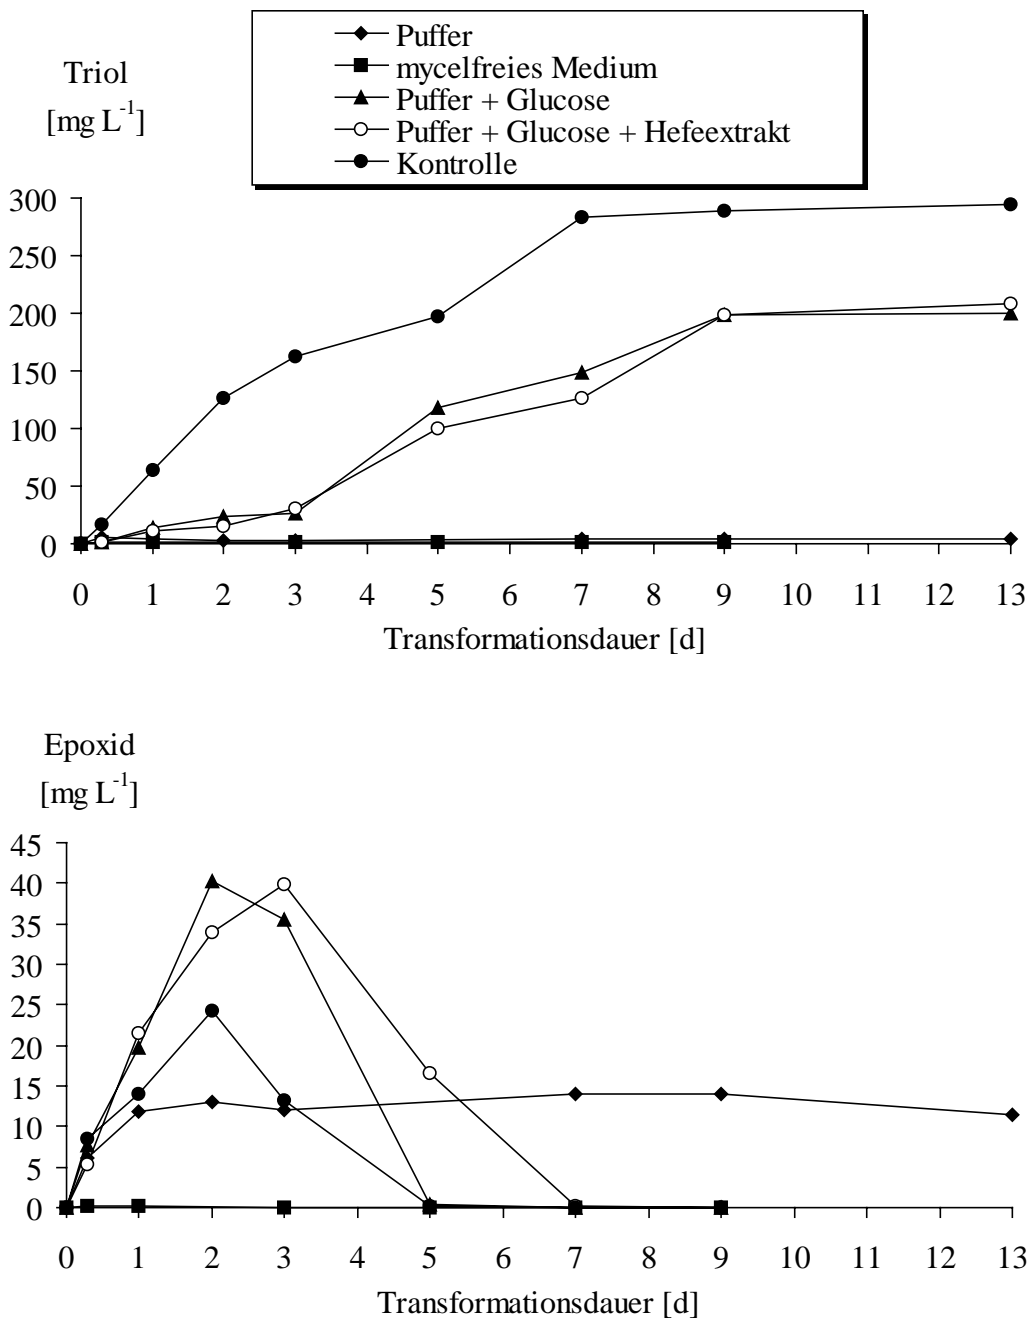 Puffer
mycelfreies Medium
Puffer + Glucose
Puffer + Glucose + Hefeextrakt
Kontrolle
Triol
[mg L-1]
300
250
200
150
100
50
0
0 1 2 3 4 5 6 7 8 9 10 11 12 13
Transformationsdauer [d]
Epoxid
[mg L-1]
45
40
35
30
25
20
15
10
5
0
0 1 2 3 4 5 6 7 8 9 10 11 12 13
Transformationsdauer [d]